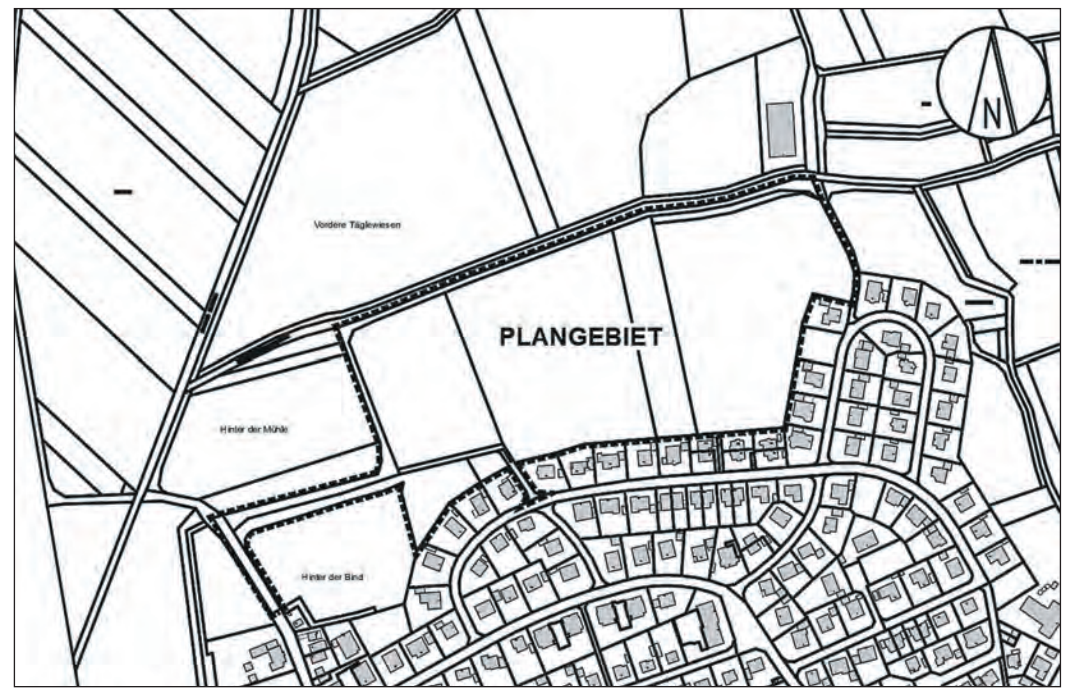 N
Vordere Täglewiesen
PLANGEBIET
Hinter der Mühle
Hinter der Bind